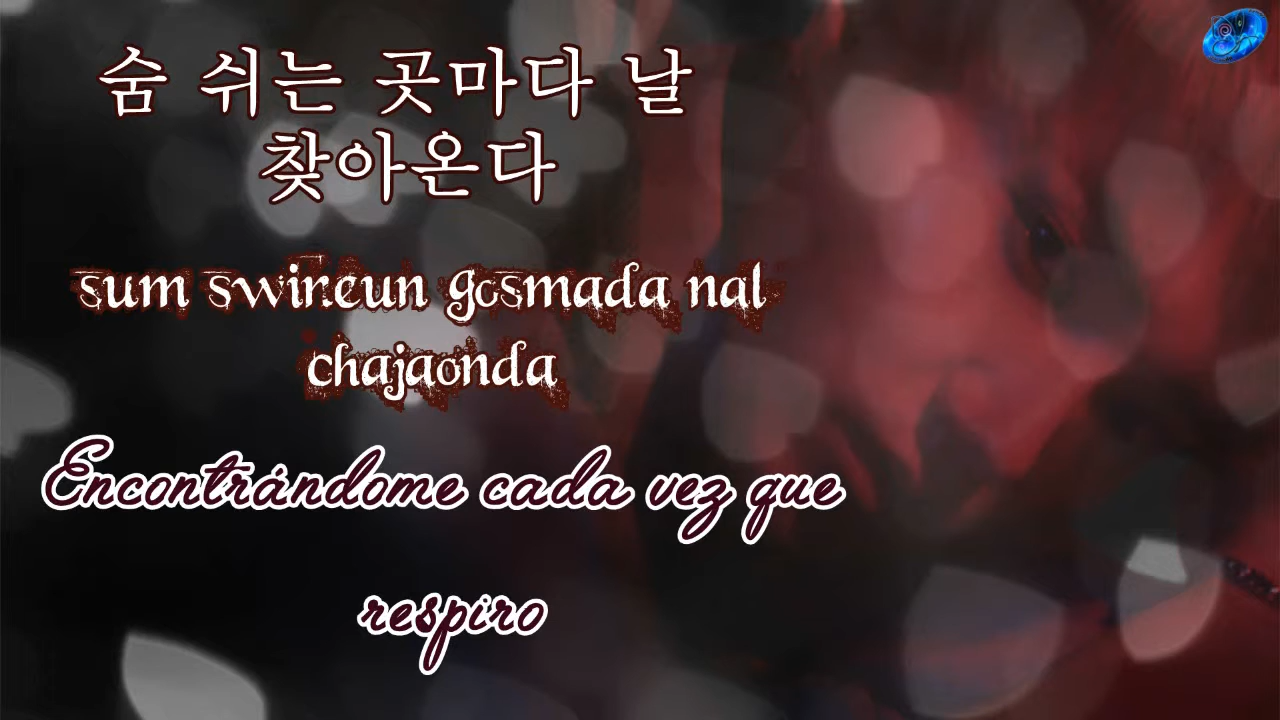 숨 쉬는 곳마다 날
찾아온다
sum swineun gosmada nal
chajaonda
Encontrándome cada vez que
respiro